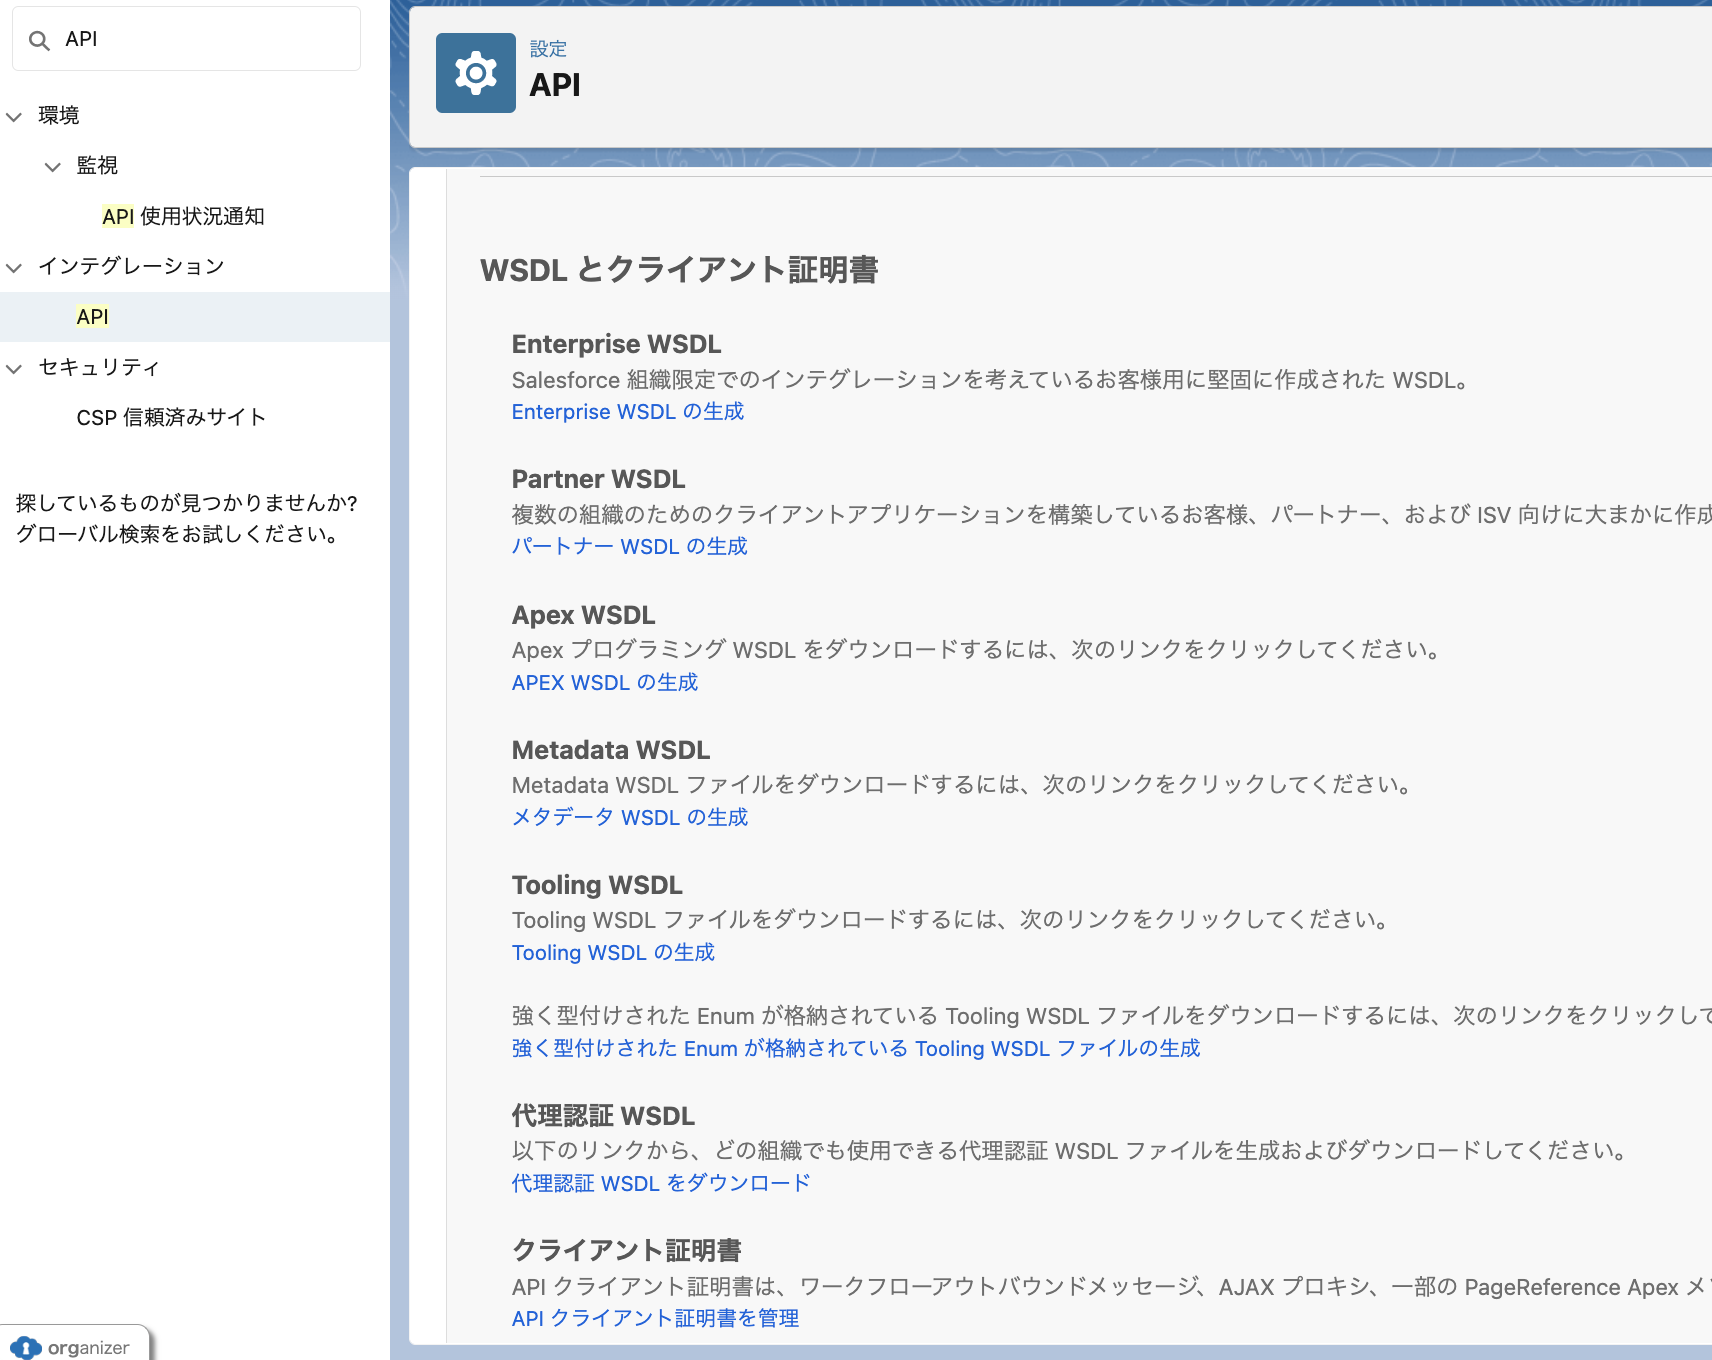 API
環境
監視
API 使用状況通知
インテグレーション
API
セキュリティ
CSP 信頼済みサイト
探しているものが見つかりませんか?
グローバル検索をお試しください。
organizer
設定
API
WSDL とクライアント証明書
Enterprise WSDL
Salesforce 組織限定でのインテグレーションを考えているお客様用に堅固に作成された WSDL。
Enterprise WSDL の生成
Partner WSDL
複数の組織のためのクライアントアプリケーションを構築しているお客様、パートナー、および ISV 向けに大まかに作成
パートナー WSDL の生成
Apex WSDL
Apex プログラミング WSDL をダウンロードするには、次のリンクをクリックしてください。
APEX WSDL の生成
Metadata WSDL
Metadata WSDL ファイルをダウンロードするには、次のリンクをクリックしてください。
メタデータ WSDL の生成
Tooling WSDL
Tooling WSDL ファイルをダウンロードするには、次のリンクをクリックしてください。
Tooling WSDL の生成
強く型付けされた Enum が格納されている Tooling WSDL ファイルをダウンロードするには、次のリンクをクリックして
強く型付けされた Enum が格納されている Tooling WSDL ファイルの生成
代理認証 WSDL
以下のリンクから、どの組織でも使用できる代理認証 WSDL ファイルを生成およびダウンロードしてください。
代理認証 WSDL をダウンロード
クライアント証明書
API クライアント証明書は、ワークフローアウトバウンドメッセージ、AJAX プロキシ、一部の PageReference Apex メ
API クライアント証明書を管理